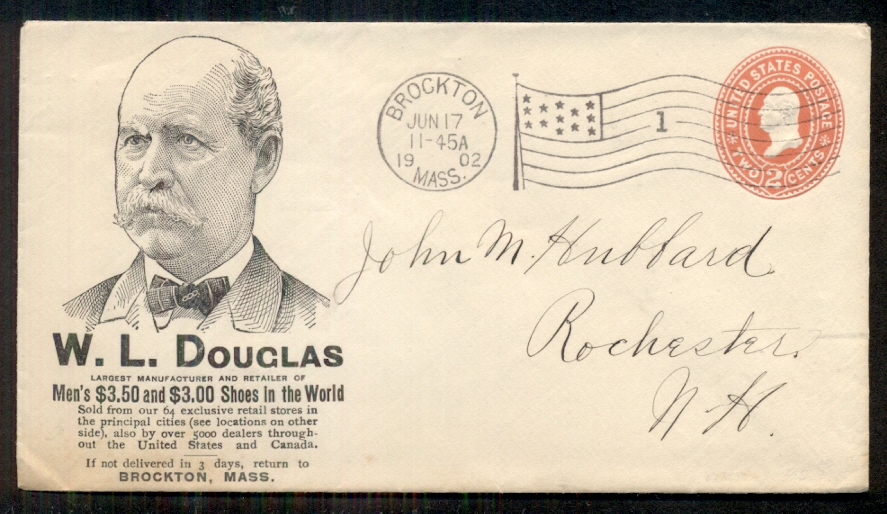 BROCKTON
JUN 17
11-45A
19 02
MASS.
1
UNITED STATES POSTAGE
TWO 2 CENTS
John M. Hubbard
Rochester.
N. H.
W. L. DOUGLAS
LARGEST MANUFACTURER AND RETAILER OF
Men's $3.50 and $3.00 Shoes in the World
Sold from our 64 exclusive retail stores in
the principal cities (see locations on other
side), also by over 5000 dealers through-
out the United States and Canada.
If not delivered in 3 days, return to
BROCKTON, MASS.